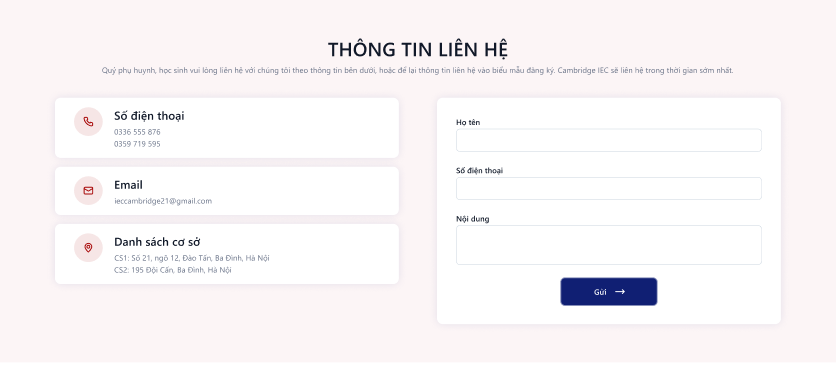 THÔNG TIN LIÊN HỆ
Quý phụ huynh, học sinh vui lòng liên hệ với chúng tôi theo thông tin bên dưới, hoặc để lại thông tin liên hệ vào biểu mẫu đăng ký. Cambridge IEC sẽ liên hệ trong thời gian sớm nhất.
Số điện thoại
0336 555 876
0359 719 595
Email
ieccambridge21@gmail.com
Danh sách cơ sở
CS1: Số 21, ngõ 12, Đào Tấn, Ba Đình, Hà Nội
CS2: 195 Đội Cấn, Ba Đình, Hà Nội
Họ tên
Số điện thoại
Nội dung
Gửi